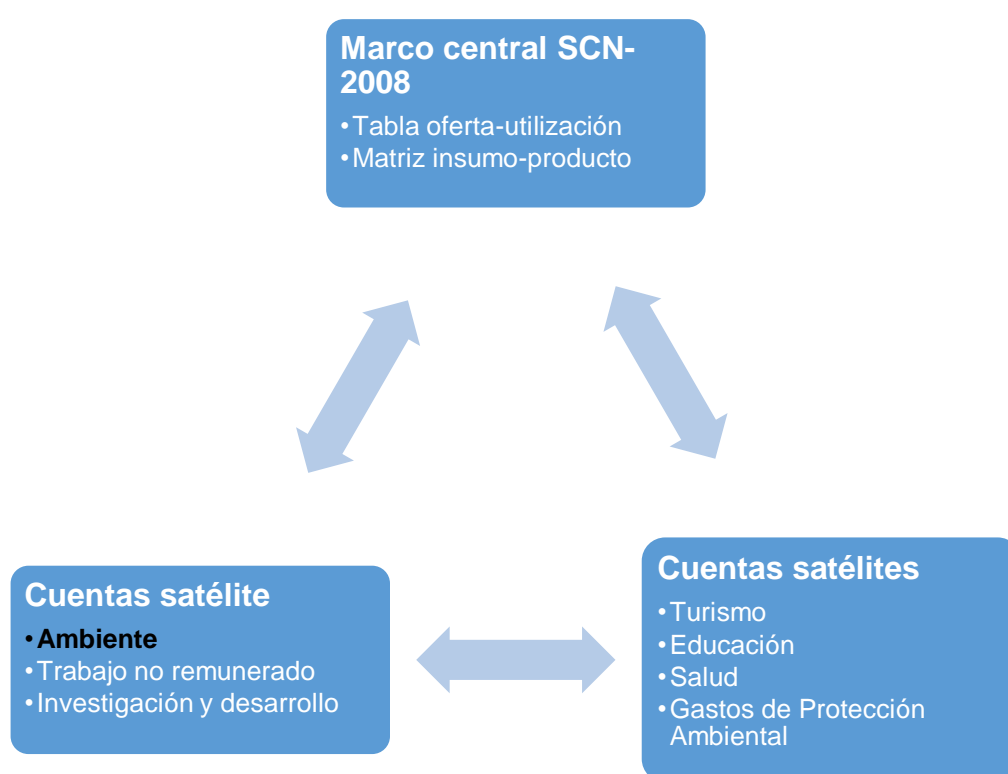 Marco central SCN-
2008
•Tabla oferta-utilización
•Matriz insumo-producto
Cuentas satélite
•Ambiente
•Trabajo no remunerado
•Investigación y desarrollo
Cuentas satélites
•Turismo
•Educación
•Salud
•Gastos de Protección
Ambiental